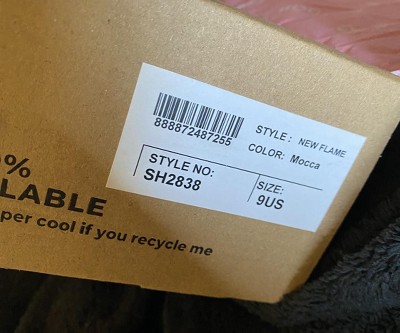 888872487255
STYLE: NEW FLAME
COLOR: Mocca
STYLE NO:
SH2838
SIZE:
9US
%
LABLE
per cool if you recycle me